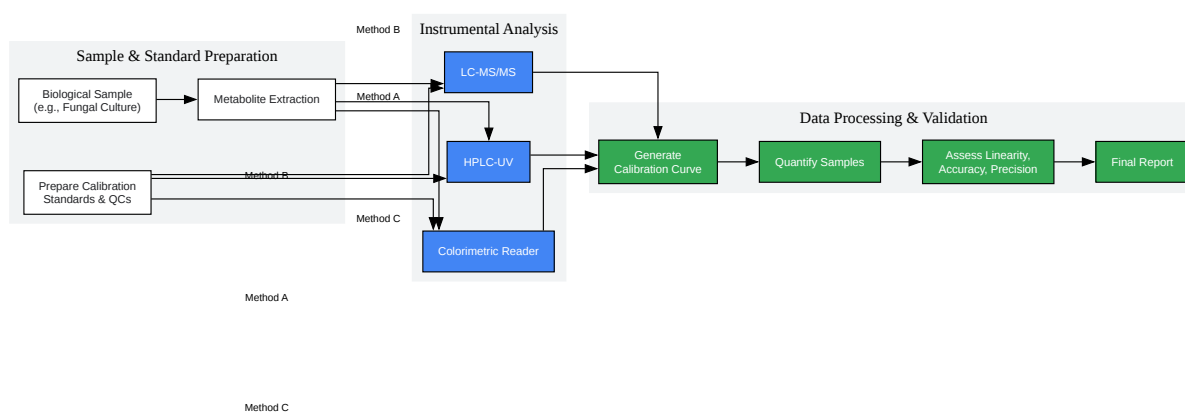 Method B
Instrumental Analysis
Sample & Standard Preparation
LC-MS/MS
Biological Sample
(e.g., Fungal Culture)
Metabolite Extraction
Method A
Data Processing & Validation
HPLC-UV
Generate
Calibration Curve
Quantify Samples
Assess Linearity,
Accuracy, Precision
Final Report
Method B
Prepare Calibration
Standards & QCs
Method C
Colorimetric Reader
Method A
Method C